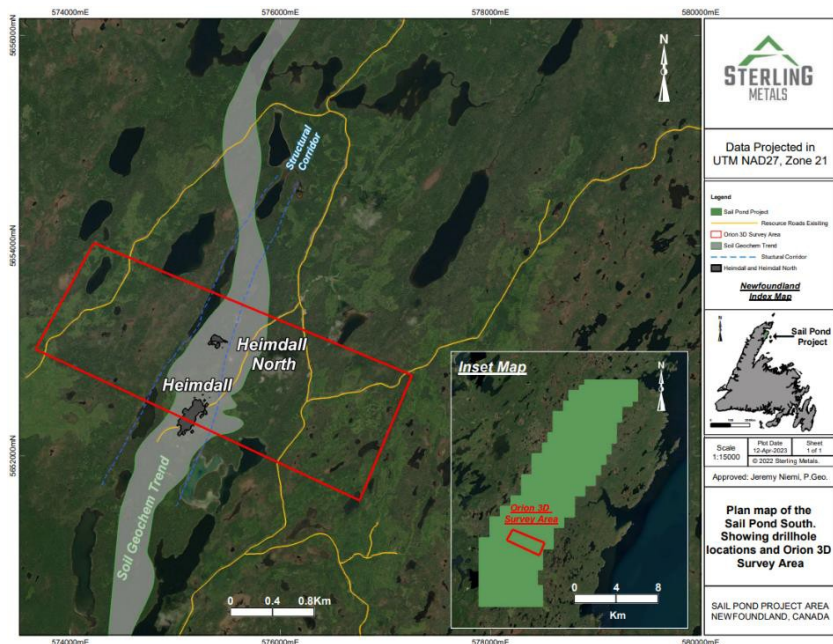 574000mE
576000mE
578000mE
580000mE
5656000mN
5654000mN
5652000mN
N
Structural
Corridor
Heimdall
North
Heimdall
Soil Geochem Trend
0 0.4 0.8Km
Inset Map
N
Orion 3D
Survey Area
0 4 8
Km
574000mE
576000mE
578000mE
580000mE
STERLING
METALS
Data Projected in
UTM NAD27, Zone 21
Legend
Sail Pond Project
Resource Roads Existing
Orion 3D Survey Area
Soil Geochem Trend
Stuctural Corridor
Heimdall and Heimdall North
Newfoundland
Index Map
N
Sail Pond
Project
Scale
1:15000
Plot Date
12-Apr-2023
Sheet
1 of 1
© 2022 Sterling Metals.
Approved: Jeremy Niemi, P.Geo.
Plan map of the
Sail Pond South.
Showing drillhole
locations and Orion 3D
Survey Area
SAIL POND PROJECT AREA
NEWFOUNDLAND, CANADA